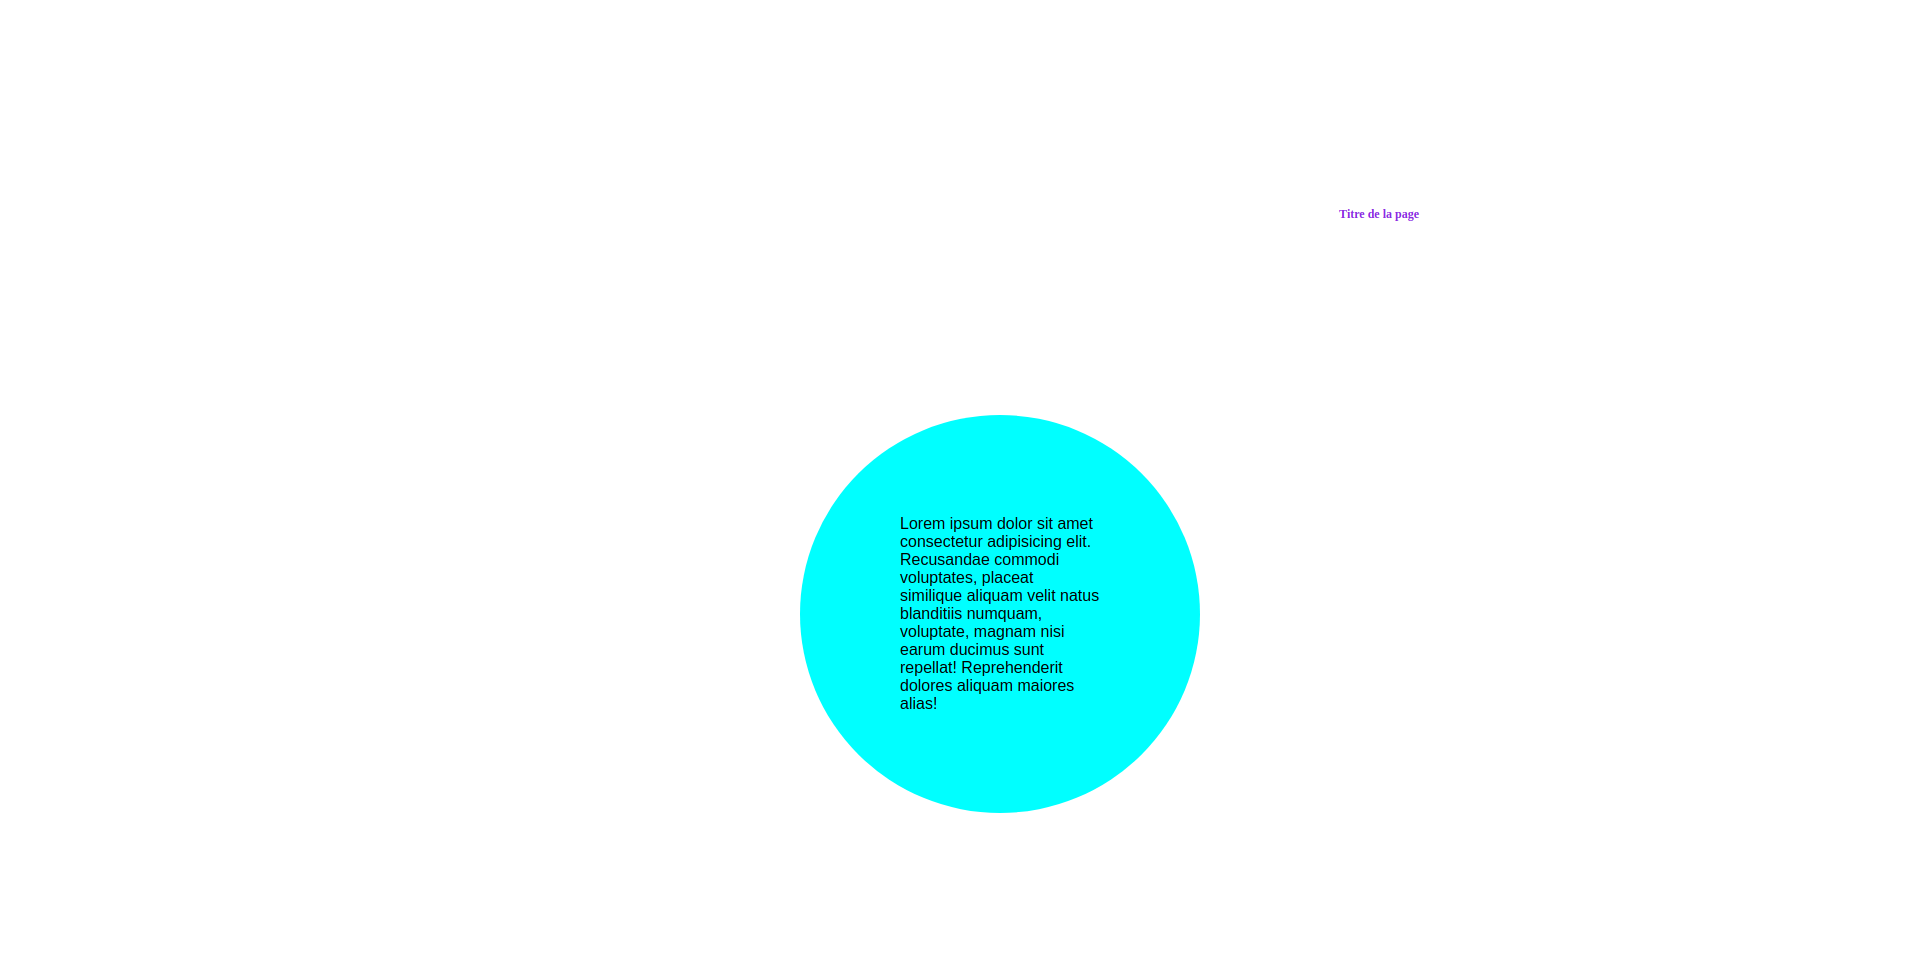 Titre de la page
Lorem ipsum dolor sit amet
consectetur adipisicing elit.
Recusandae commodi
voluptates, placeat
similique aliquam velit natus
blanditiis numquam,
voluptate, magnam nisi
earum ducimus sunt
repellat! Reprehenderit
dolores aliquam maiores
alias!